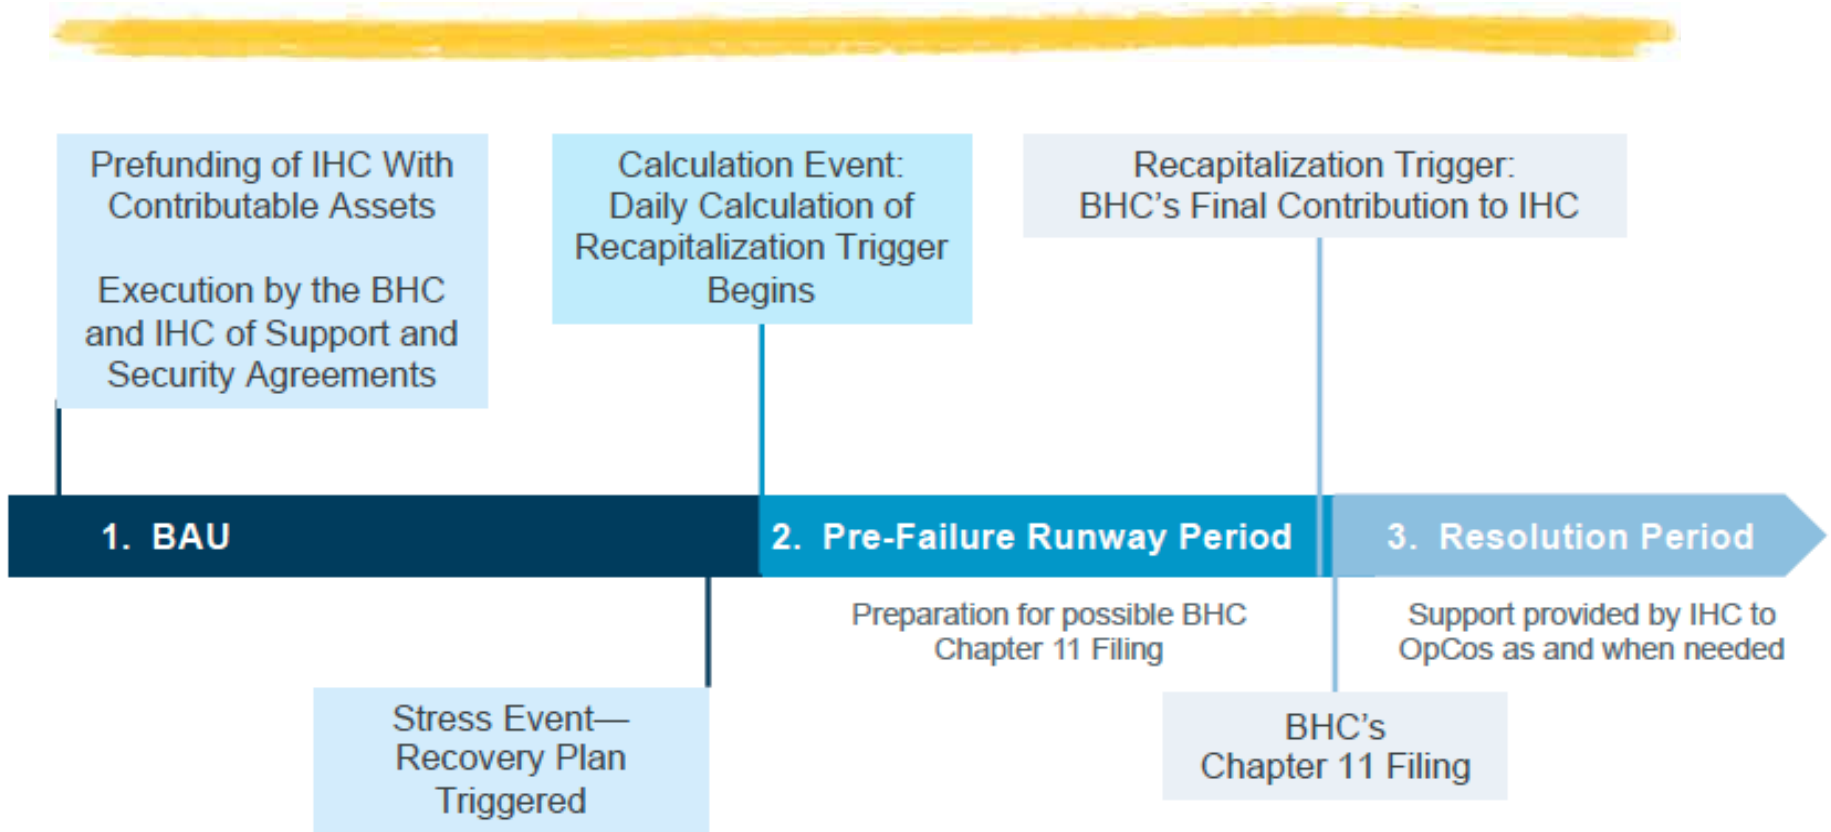 Prefunding of IHC With
Contributable Assets
Execution by the BHC
and IHC of Support and
Security Agreements
Calculation Event:
Daily Calculation of
Recapitalization Trigger
Begins
Recapitalization Trigger:
BHC's Final Contribution to IHC
1. BAU
2. Pre-Failure Runway Period
3. Resolution Period
Preparation for possible BHC
Chapter 11 Filing
Support provided by IHC to
OpCos as and when needed
Stress Event—
Recovery Plan
Triggered
BHC's
Chapter 11 Filing